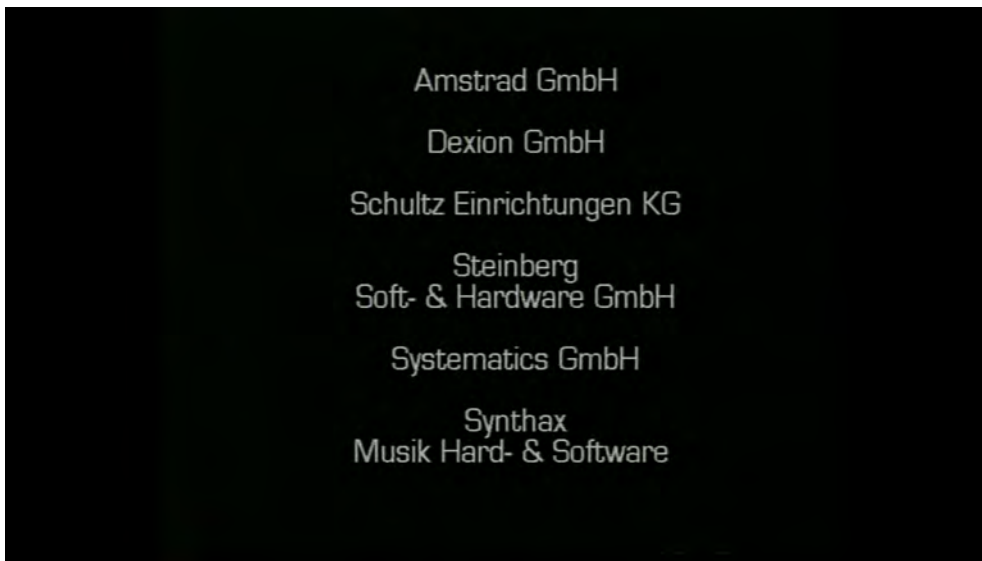 Amstrad GmbH
Dexion GmbH
Schultz Einrichtungen KG
Steinberg
Soft- & Hardware GmbH
Systematics GmbH
Synthax
Musik Hard- & Software